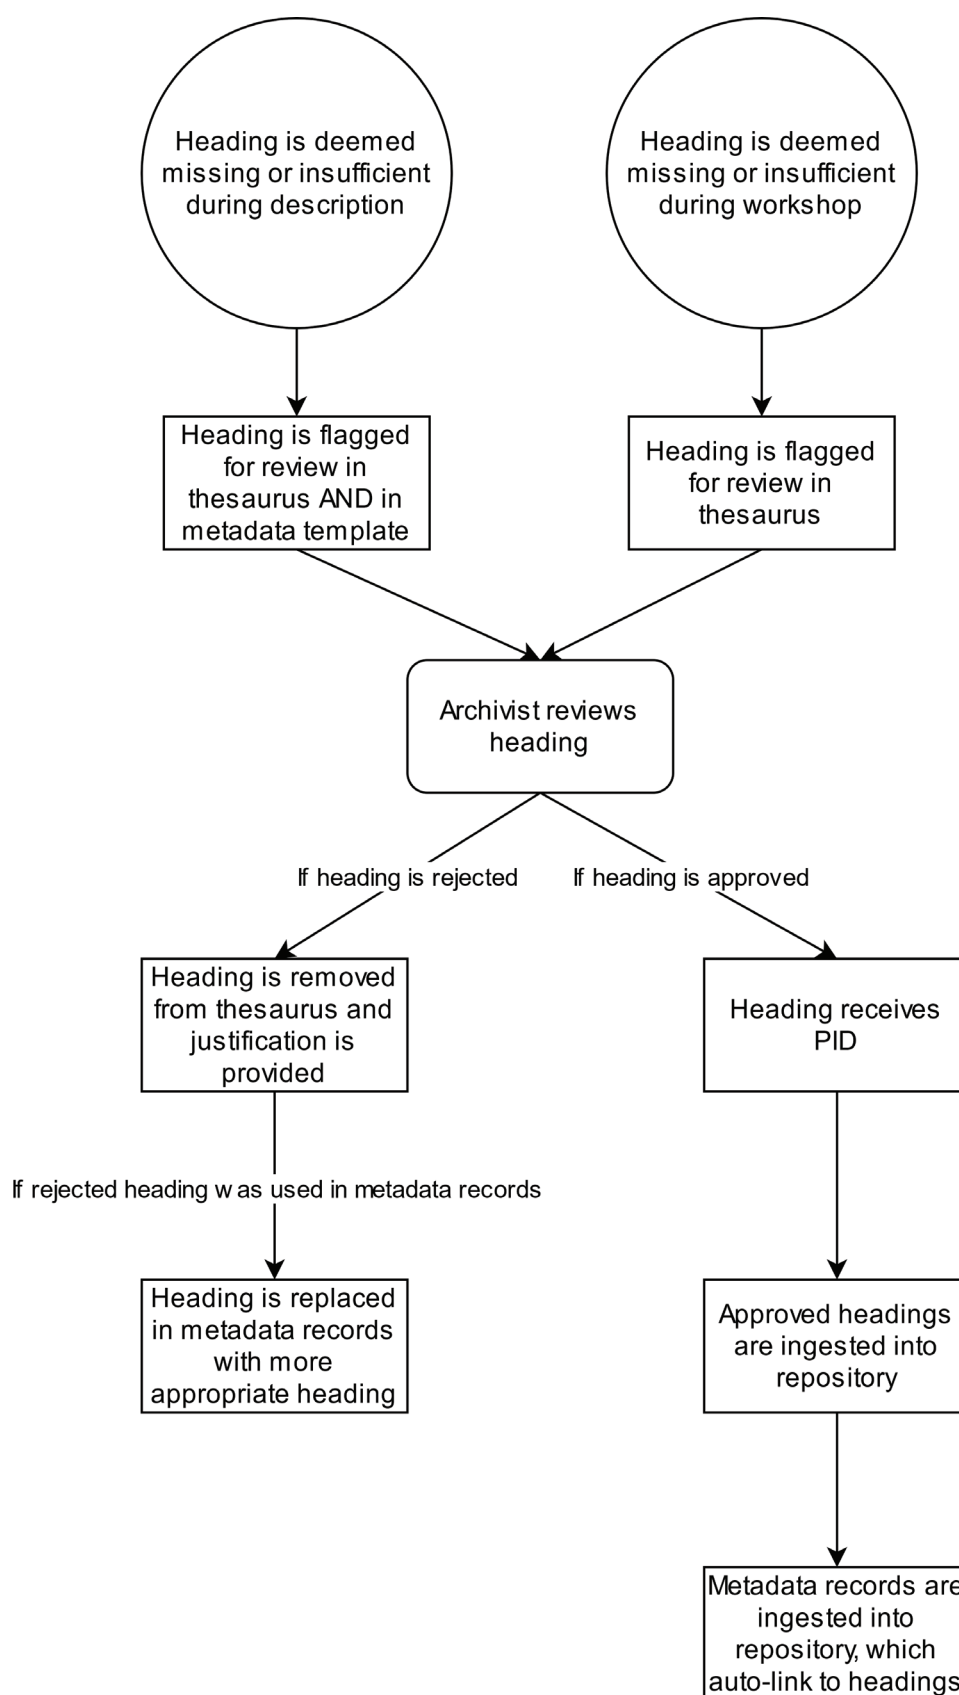 Heading is deemed
missing or insufficient
during description
Heading is deemed
missing or insufficient
during workshop
Heading is flagged
for review in
thesaurus AND in
metadata template
Heading is flagged
for review in
thesaurus
Archivist reviews
heading
If heading is rejected
If heading is approved
Heading is removed
from thesaurus and
justification is
provided
Heading receives
PID
If rejected heading was used in metadata records
Heading is replaced
in metadata records
with more
appropriate heading
Approved headings
are ingested into
repository
Metadata records are
ingested into
repository, which
auto-link to headings